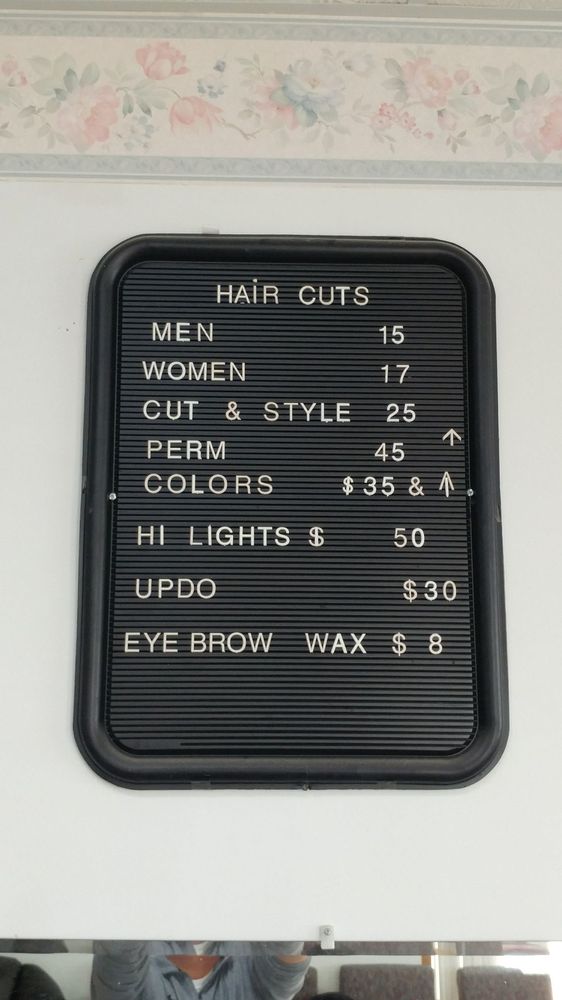 HAiR CUTS
MEN 15
WOMEN 17
CUT & STYLE 25
PERM 45 ↑
COLORS $35 & ↑
HI LIGHTS $ 50
UPDO $30
EYE BROW WAX $ 8